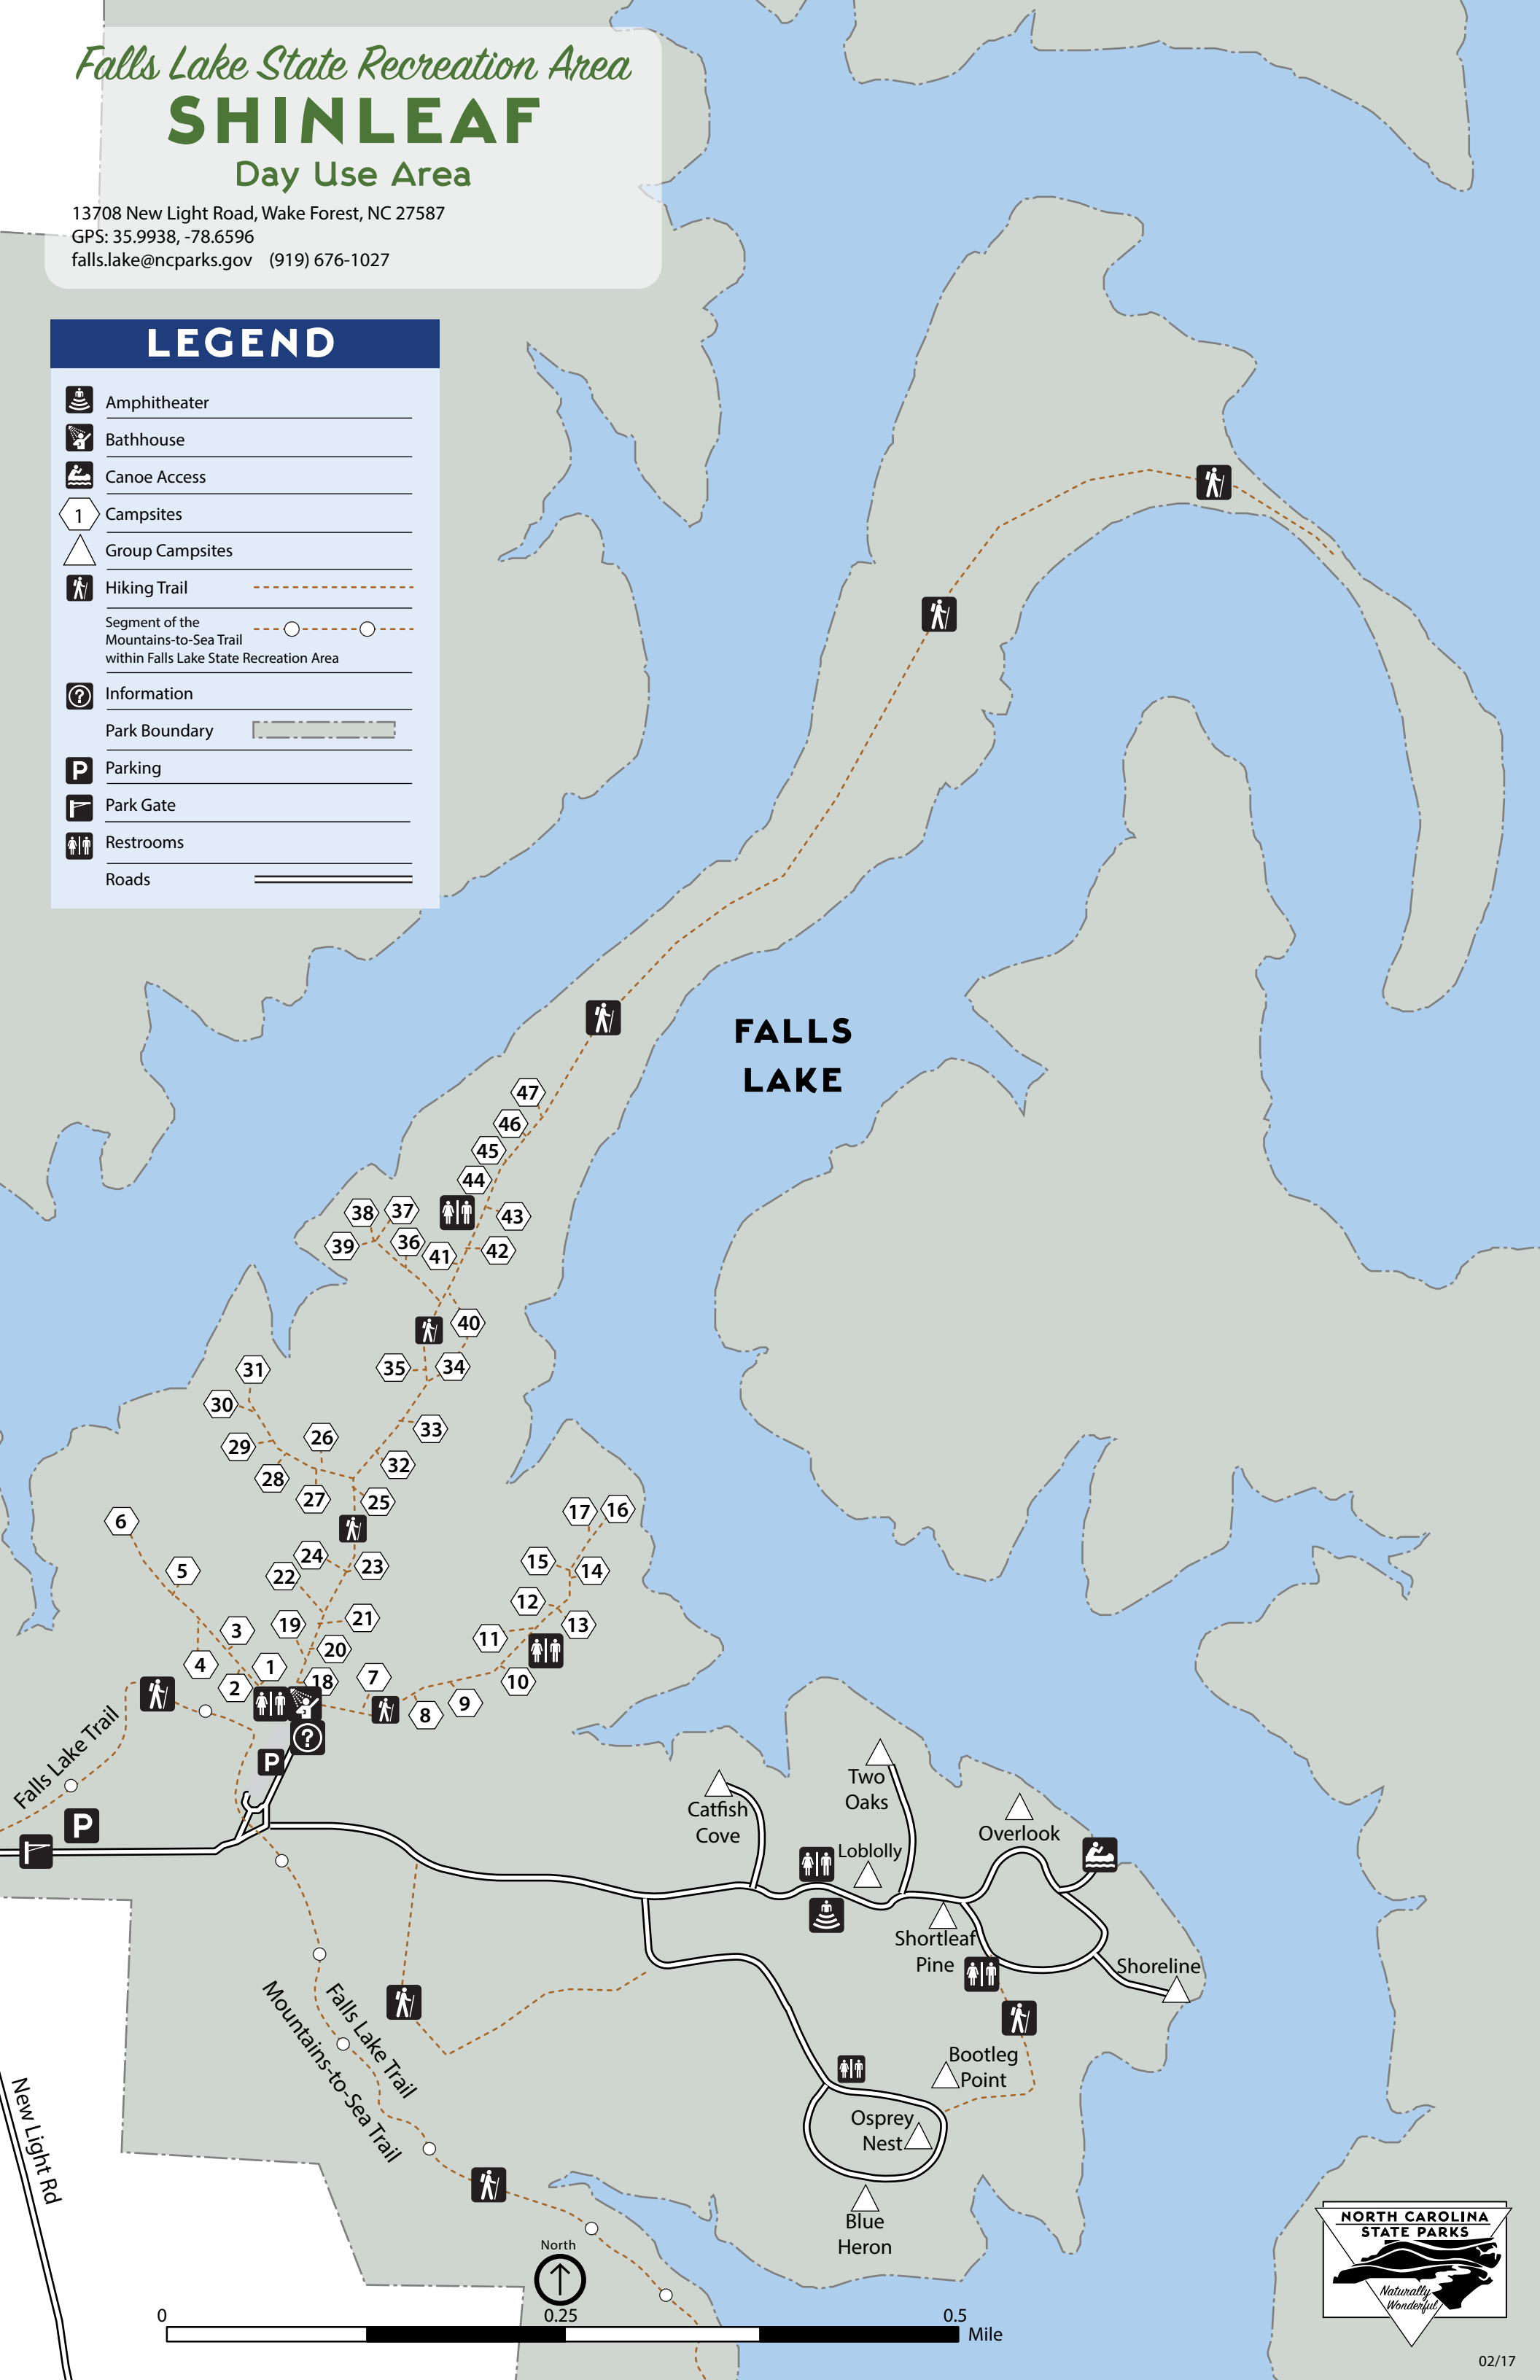 Falls Lake State Recreation Area
SHINLEAF
Day Use Area
13708 New Light Road, Wake Forest, NC 27587
GPS: 35.9938, -78.6596
falls.lake@ncparks.gov (919) 676-1027
LEGEND
Amphitheater
Bathhouse
Canoe Access
1
Campsites
Group Campsites
Hiking Trail
Segment of the
Mountains-to-Sea Trail
within Falls Lake State Recreation Area
?
Information
Park Boundary
P
Parking
Park Gate
Restrooms
Roads
FALLS
LAKE
47
46
45
44
43
38
37
39
36
41
42
40
35
34
31
30
33
29
26
32
28
27
25
6
17
16
5
24
23
22
15
14
12
3
19
21
13
11
20
4
1
18
7
10
2
9
8
?
P
Falls Lake Trail
P
Catfish
Cove
Two
Oaks
Loblolly
Overlook
Shortleaf
Pine
Shoreline
Bootleg
Point
Osprey
Nest
Blue
Heron
Falls Lake Trail
Mountains-to-Sea Trail
New Light Rd
North
0
0.25
0.5
Mile
NORTH CAROLINA
STATE PARKS
Naturally
Wonderful
02/17